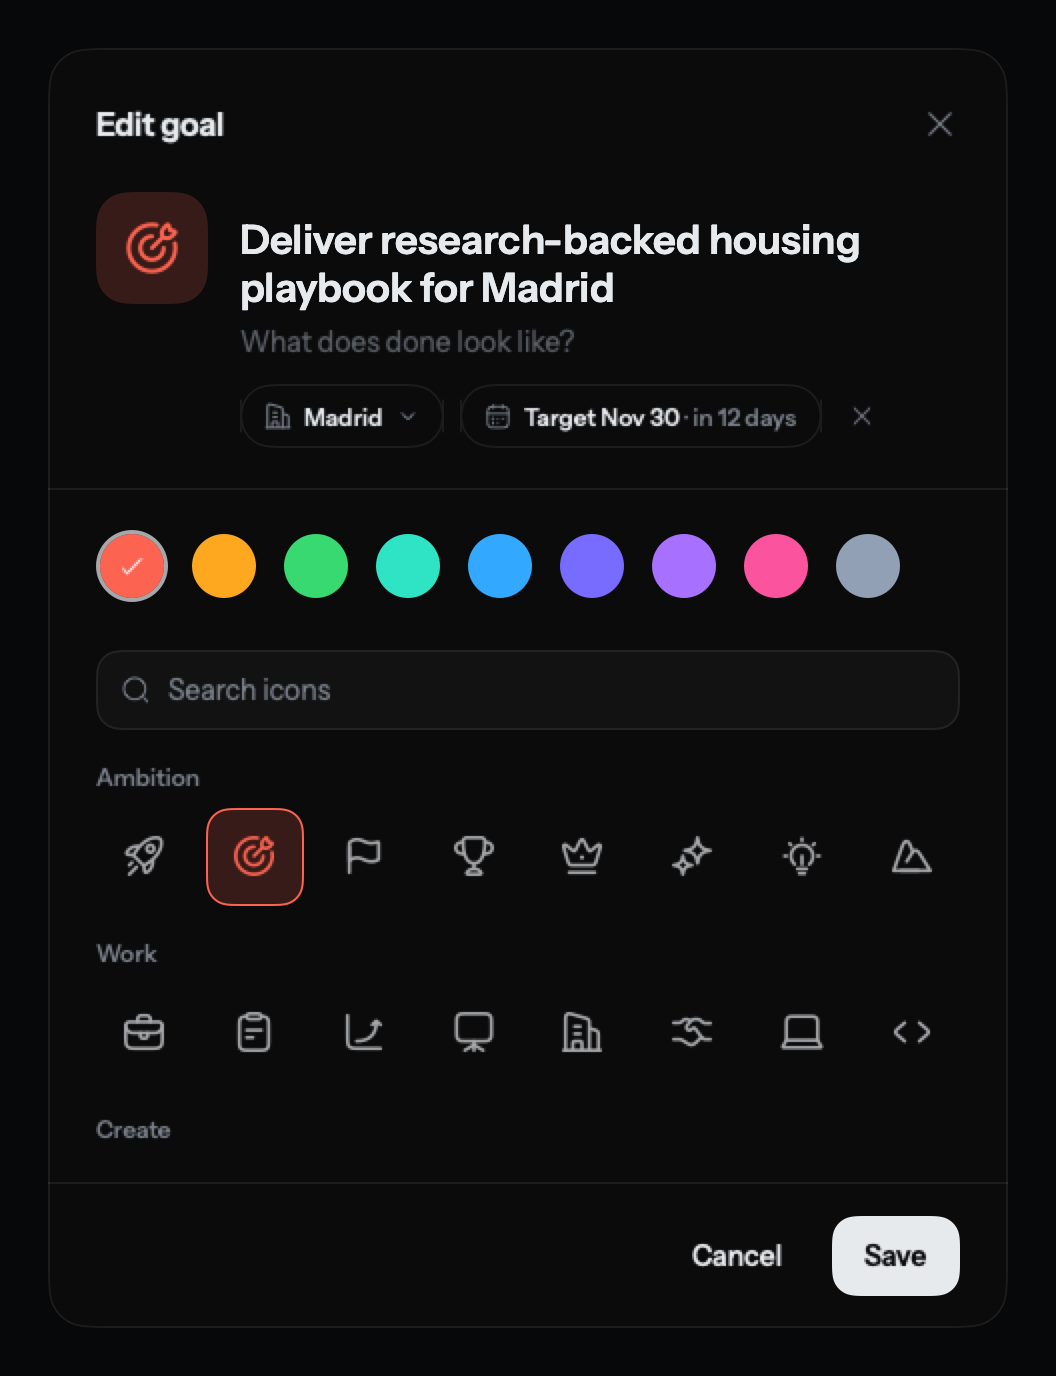 Edit goal
Deliver research-backed housing
playbook for Madrid
What does done look like?
Madrid
Target Nov 30 · in 12 days
Search icons
Ambition
Work
Create
Cancel
Save